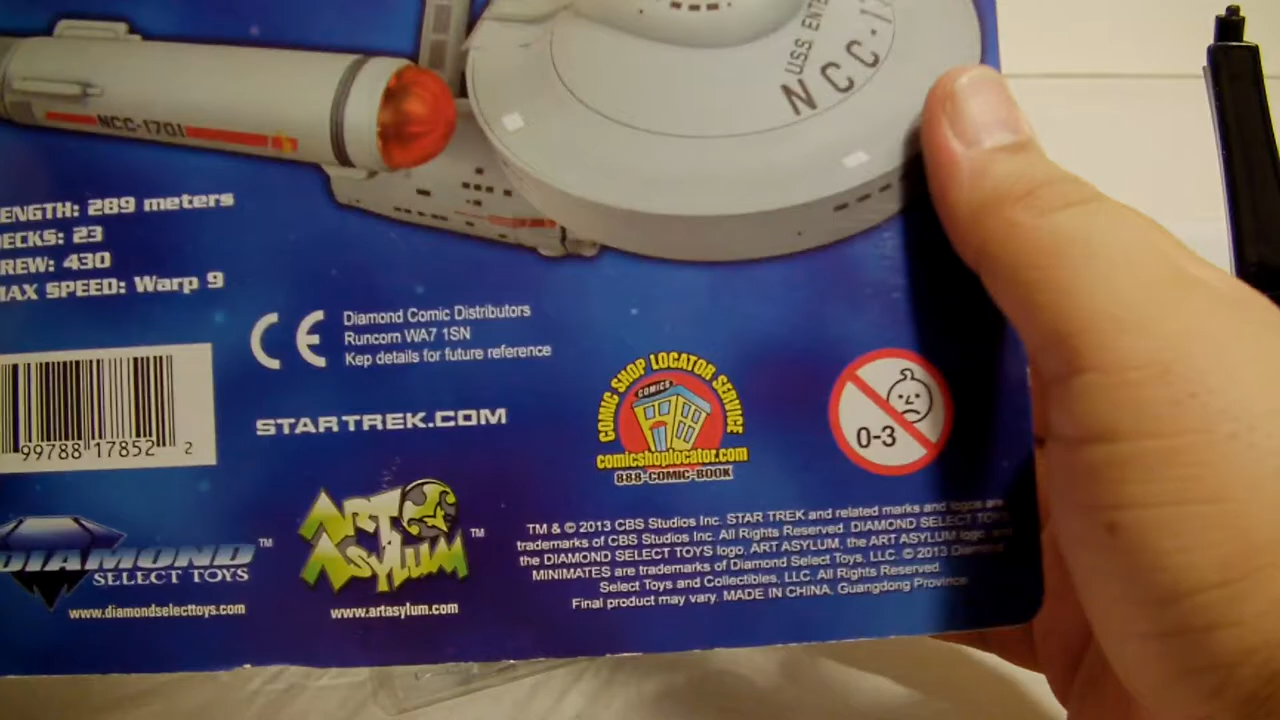 U.S.S. ENTE
NCC-17
NCC-1701
ENGTH: 289 meters
ECKS: 23
REW: 430
MAX SPEED: Warp 9
Diamond Comic Distributors
Runcorn WA7 1SN
Kep details for future reference
STARTREK.COM
99788 17852 2
COMIC SHOP LOCATOR SERVICE
COMICS
comicshoplocator.com
888-COMIC-BOOK
0-3
DIAMOND™
SELECT TOYS
www.diamondselecttoys.com
ART ASYLUM™
www.artasylum.com
TM & © 2013 CBS Studios Inc. STAR TREK and related marks and logos are
trademarks of CBS Studios Inc. All Rights Reserved. DIAMOND SELECT TOYS,
the DIAMOND SELECT TOYS logo, ART ASYLUM, the ART ASYLUM logo and
MINIMATES are trademarks of Diamond Select Toys, LLC. © 2013 Diamond
Select Toys and Collectibles, LLC. All Rights Reserved.
Final product may vary. MADE IN CHINA, Guangdong Province